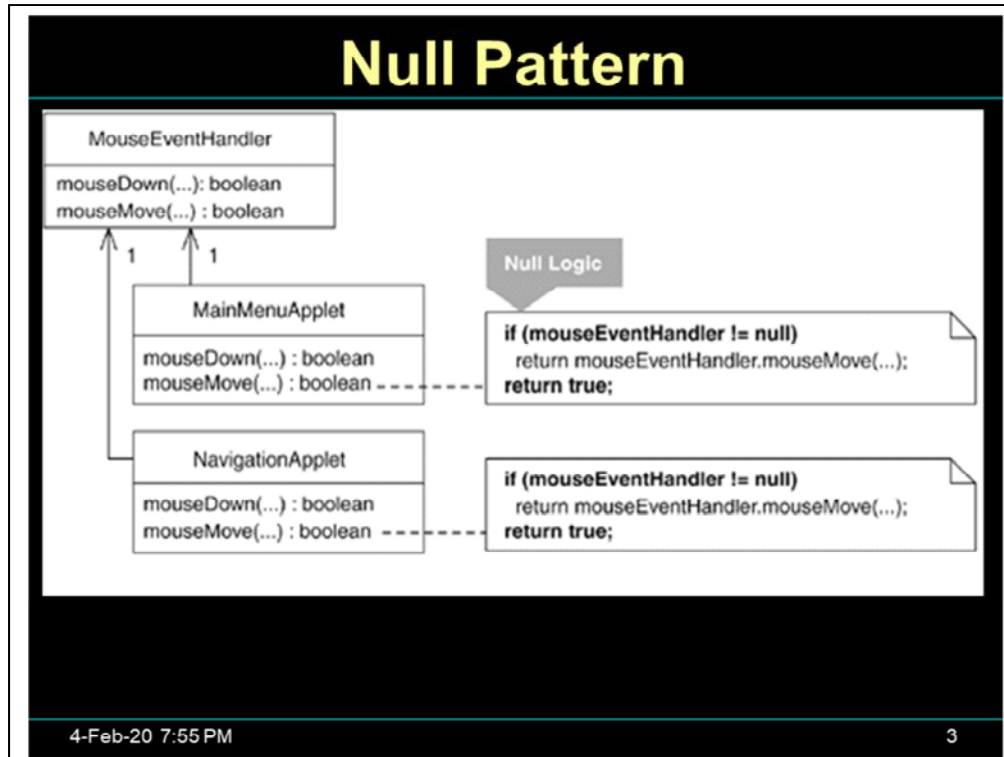 Null Pattern
MouseEventHandler
mouseDown(...): boolean
mouseMove(...) : boolean
1
1
MainMenuApplet
mouseDown(...) : boolean
mouseMove(...) : boolean
Null Logic
if (mouseEventHandler != null)
return mouseEventHandler.mouseMove(...);
return true;
NavigationApplet
mouseDown(...) : boolean
mouseMove(...) : boolean
if (mouseEventHandler != null)
return mouseEventHandler.mouseMove(...);
return true;
4-Feb-20 7:55 PM
3